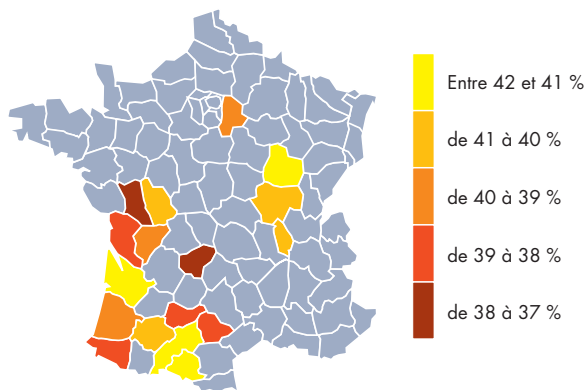 Entre 42 et 41 %
de 41 à 40 %
de 40 à 39 %
de 39 à 38 %
de 38 à 37 %